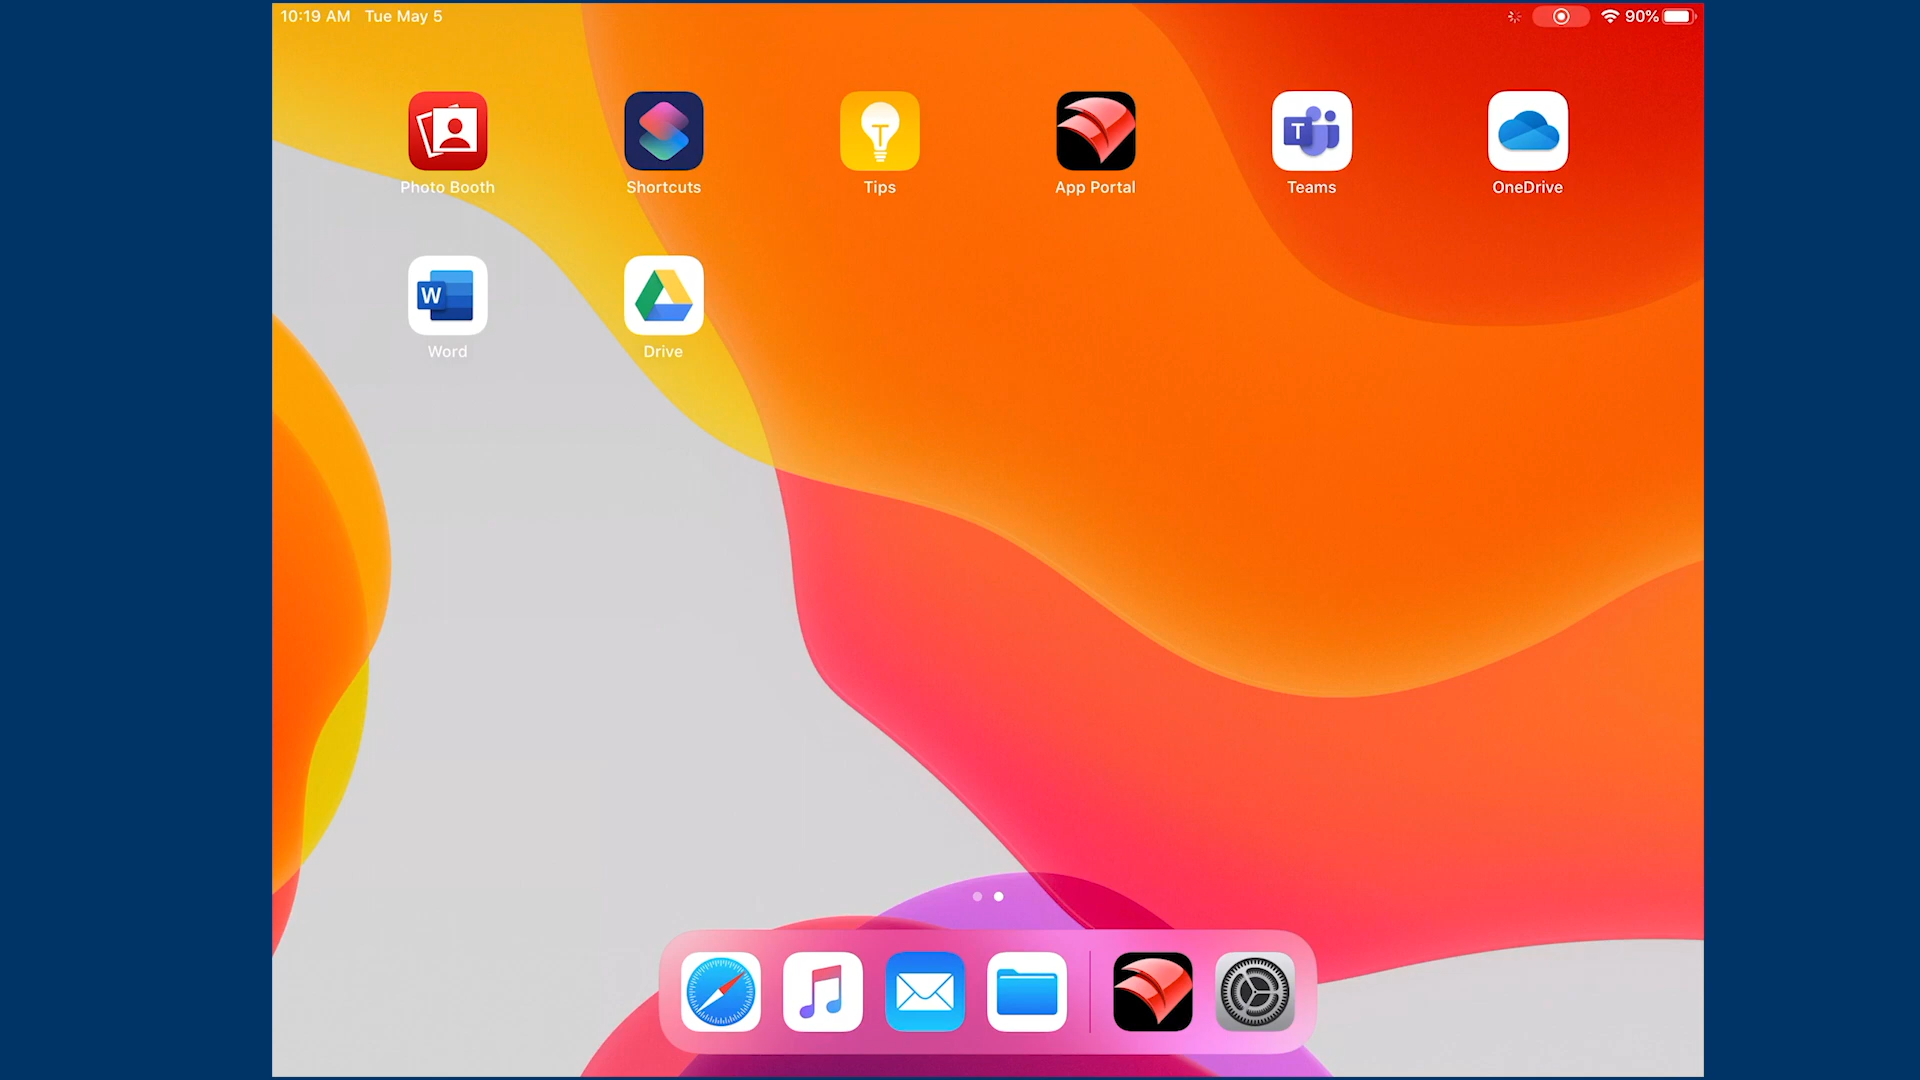 10:19 AM Tue May 5
90%
Photo Booth
Shortcuts
T
Tips
App Portal
T
Teams
OneDrive
W
Word
Drive